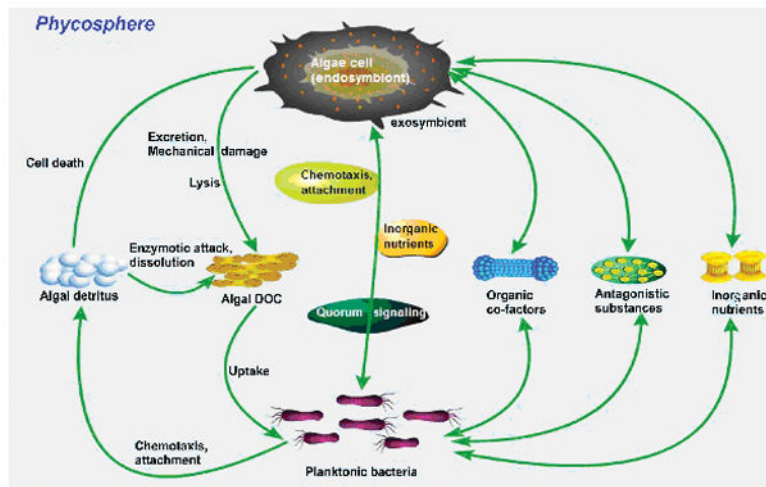 Phycosphere
Algae cell
(endosymbiont)
exosymbiont
Excretion,
Mechanical damage
Cell death
Lysis
Chemotaxis,
attachment
Inorganic
nutrients
Enzymotic attack,
dissolution
Algal detritus
Algal DOC
Organic
co-factors
Antagonistic
substances
Inorganic
nutrients
Quorum signaling
Uptake
Chemotaxis,
attachment
Planktonic bacteria